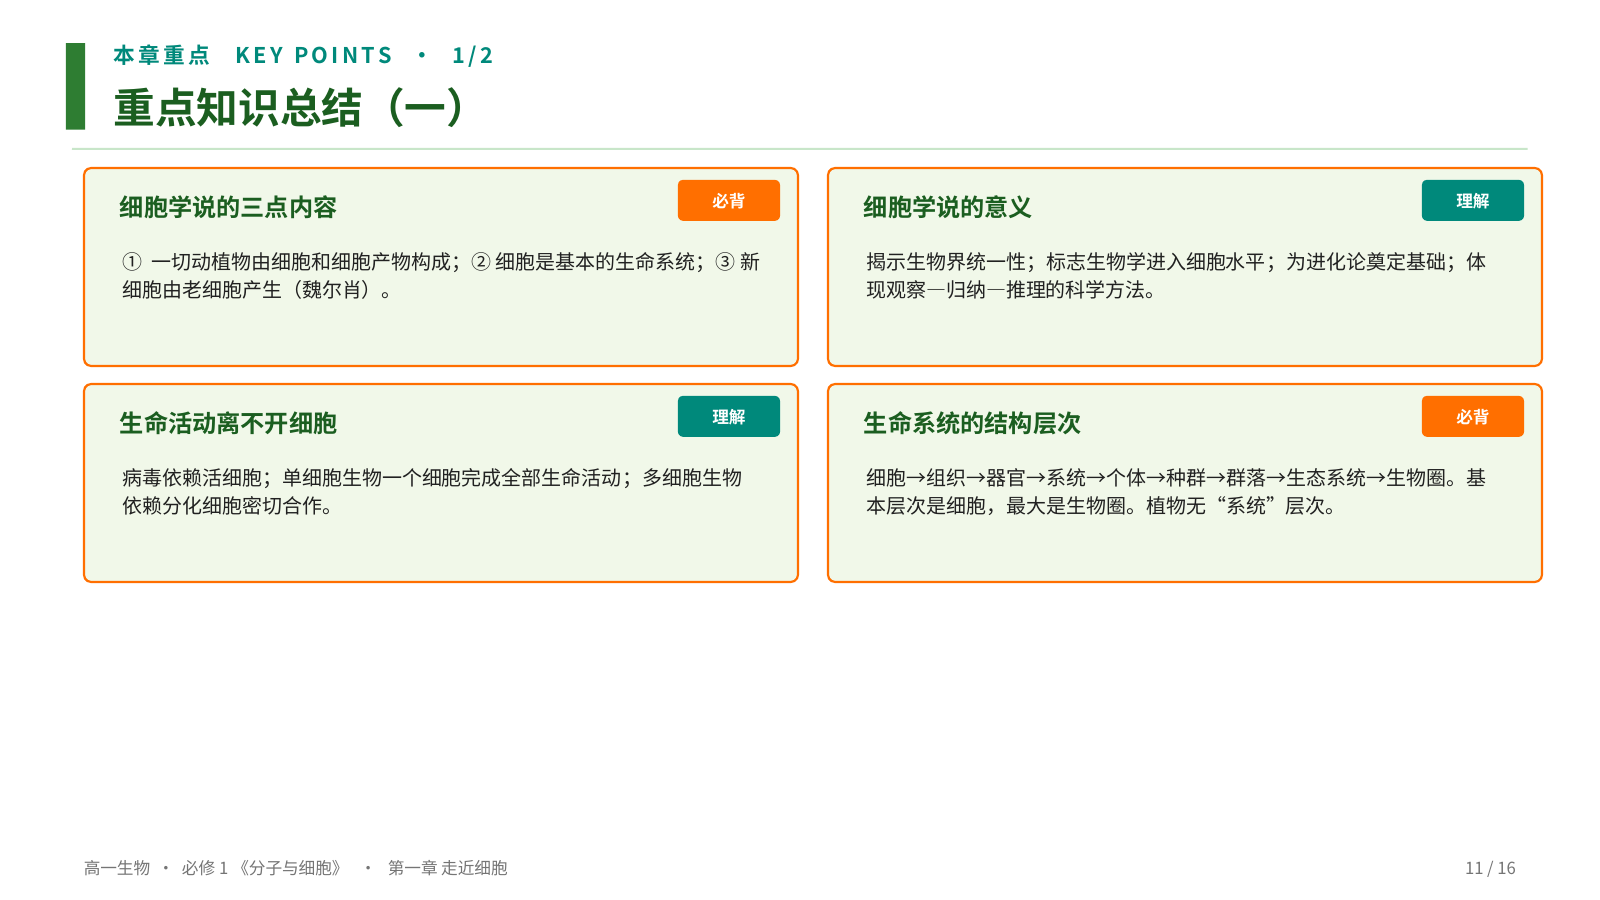 本章重点 KEY POINTS · 1/2
重点知识总结（一）
细胞学说的三点内容
必背
① 一切动植物由细胞和细胞产物构成；② 细胞是基本的生命系统；③ 新
细胞由老细胞产生（魏尔肖）。
细胞学说的意义
理解
揭示生物界统一性；标志生物学进入细胞水平；为进化论奠定基础；体
现观察—归纳—推理的科学方法。
生命活动离不开细胞
理解
病毒依赖活细胞；单细胞生物一个细胞完成全部生命活动；多细胞生物
依赖分化细胞密切合作。
生命系统的结构层次
必背
细胞→组织→器官→系统→个体→种群→群落→生态系统→生物圈。基
本层次是细胞，最大是生物圈。植物无“系统”层次。
高一生物 · 必修 1 《分子与细胞》 · 第一章 走近细胞
11 / 16